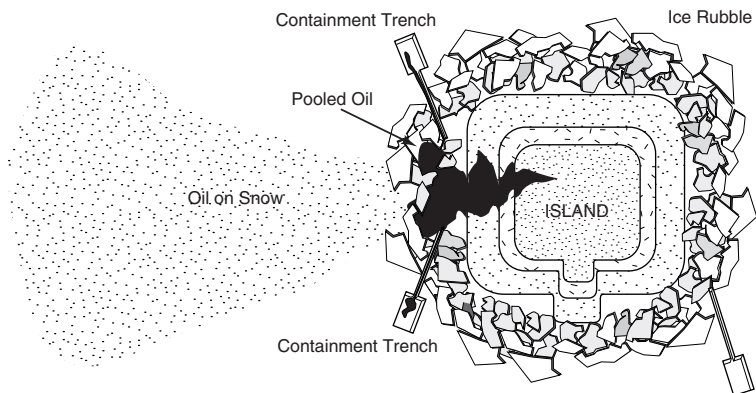 Containment Trench
Ice Rubble
Pooled Oil
Oil on Snow
ISLAND
Containment Trench